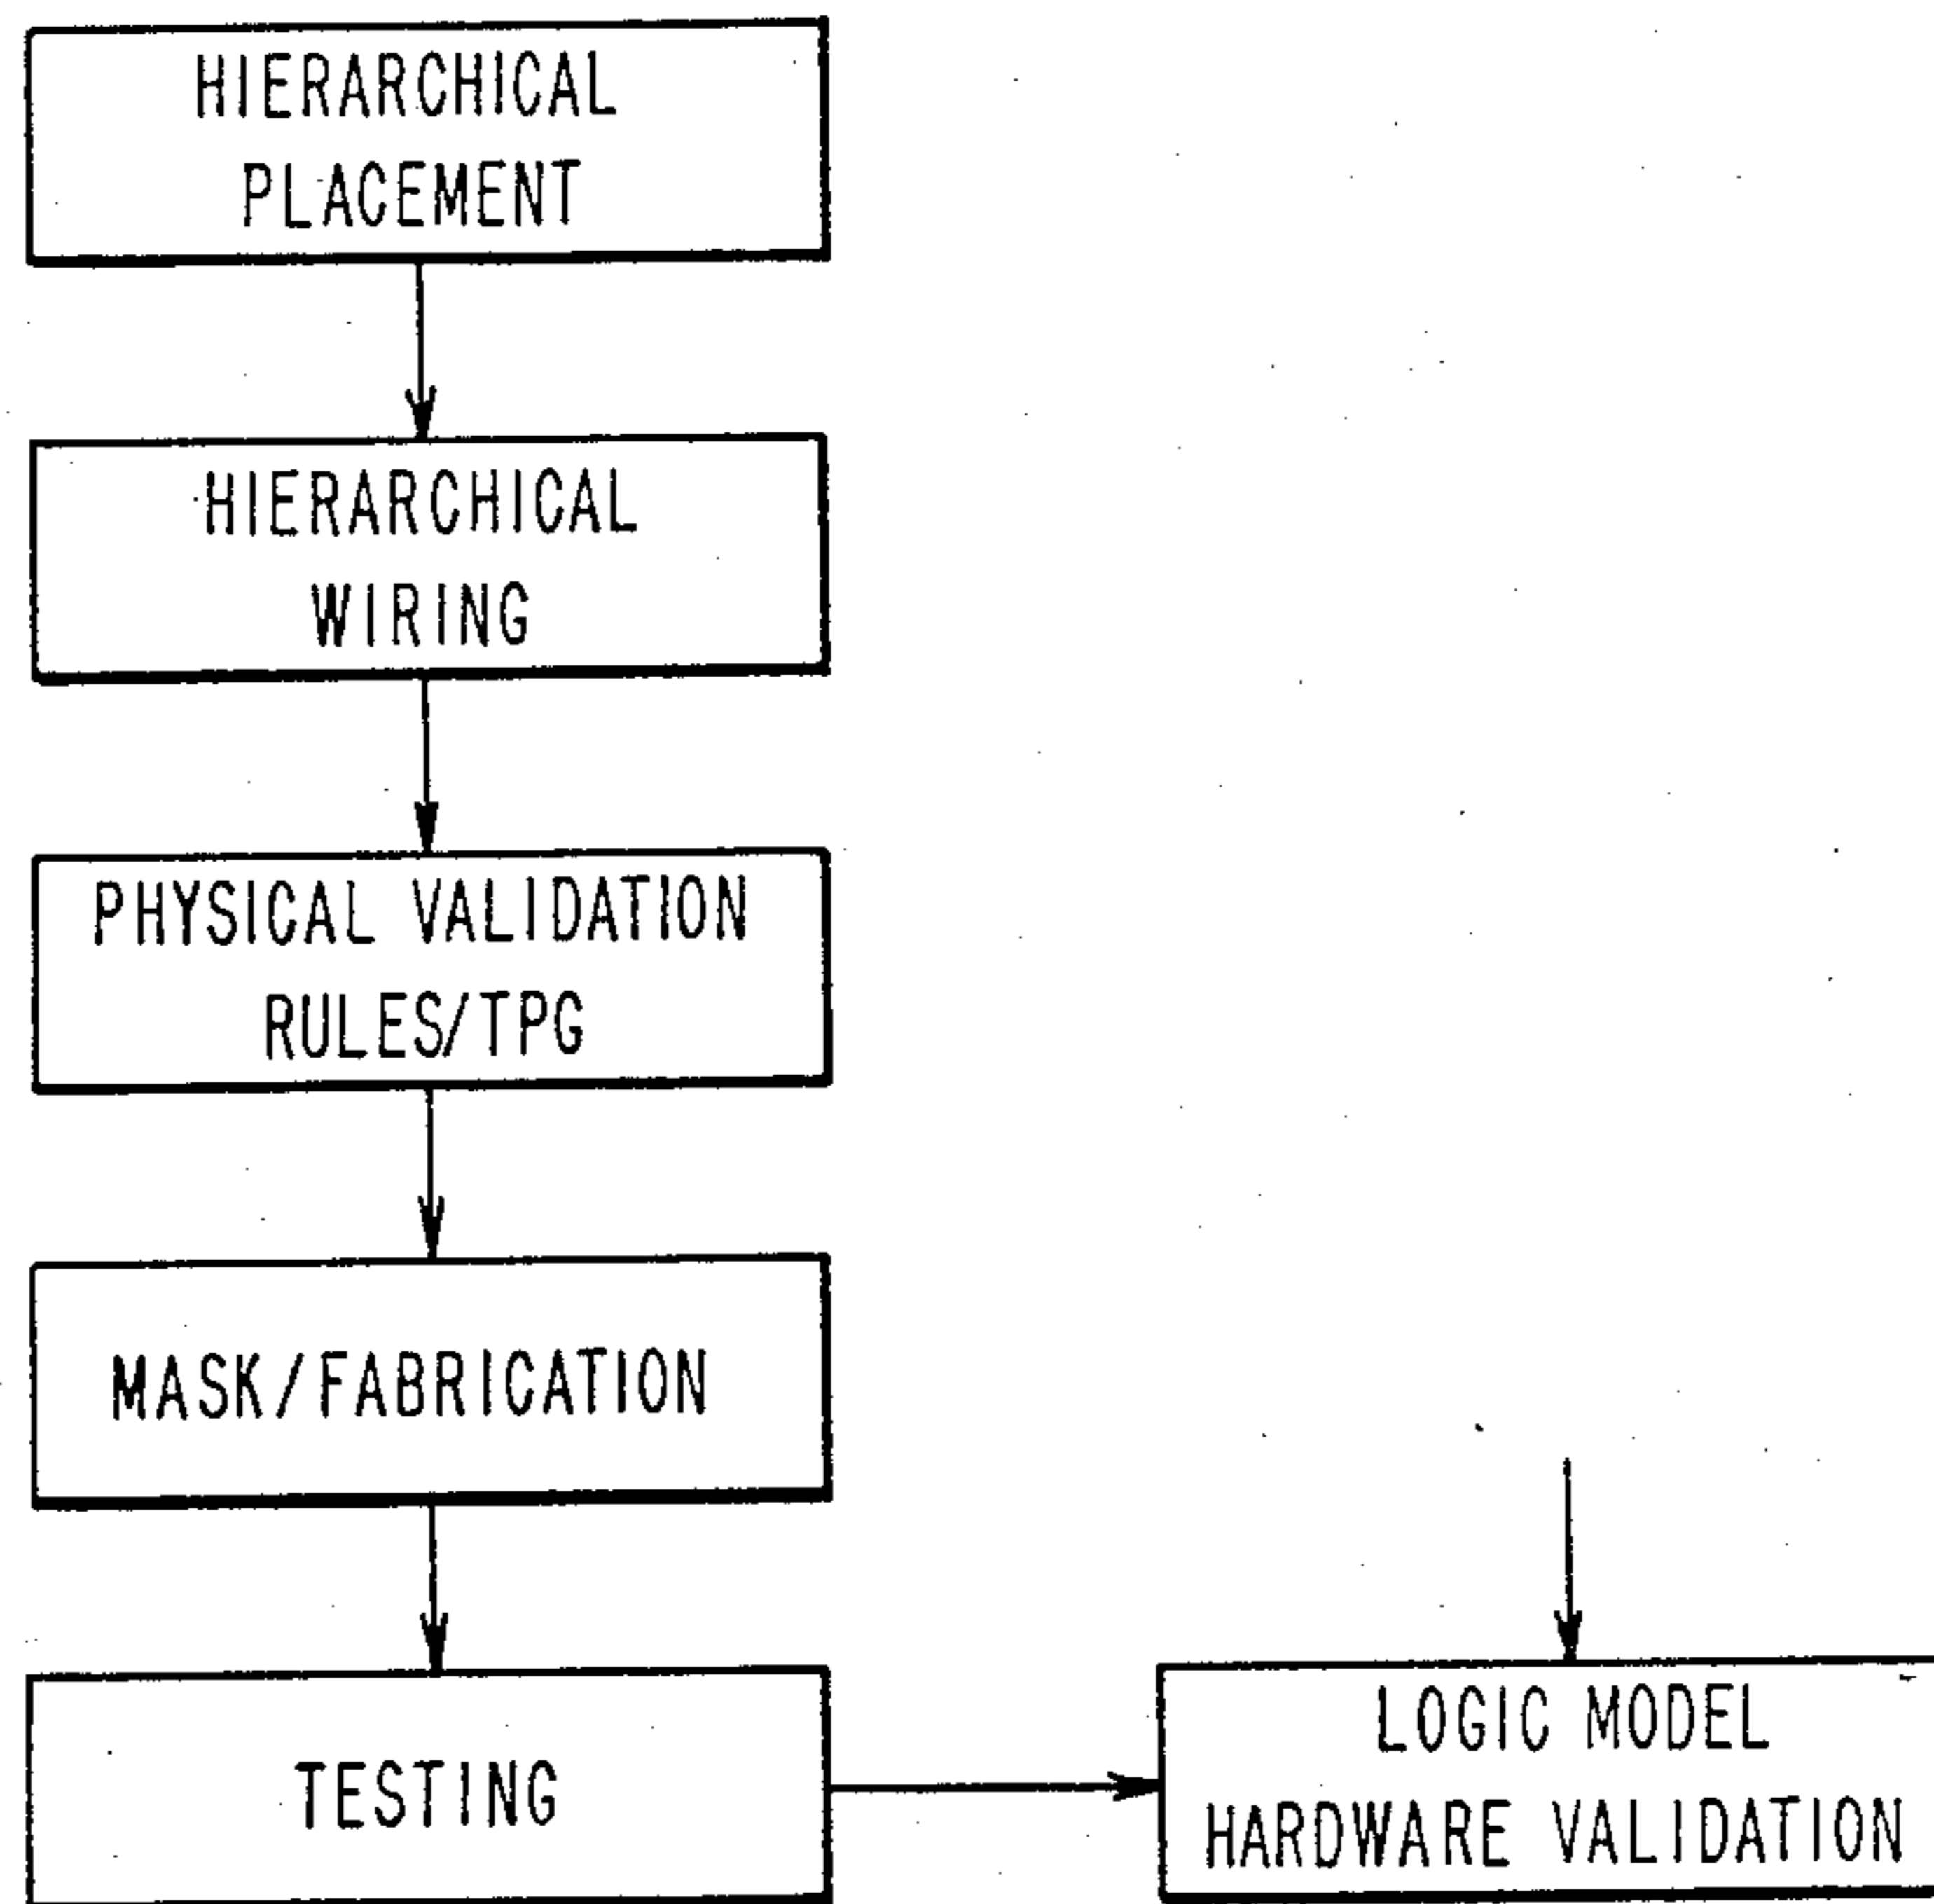 HIERARCHICAL
PLACEMENT
HIERARCHICAL
WIRING
PHYSICAL VALIDATION
RULES/TPG
MASK/FABRICATION
TESTING
LOGIC MODEL
HARDWARE VALIDATION